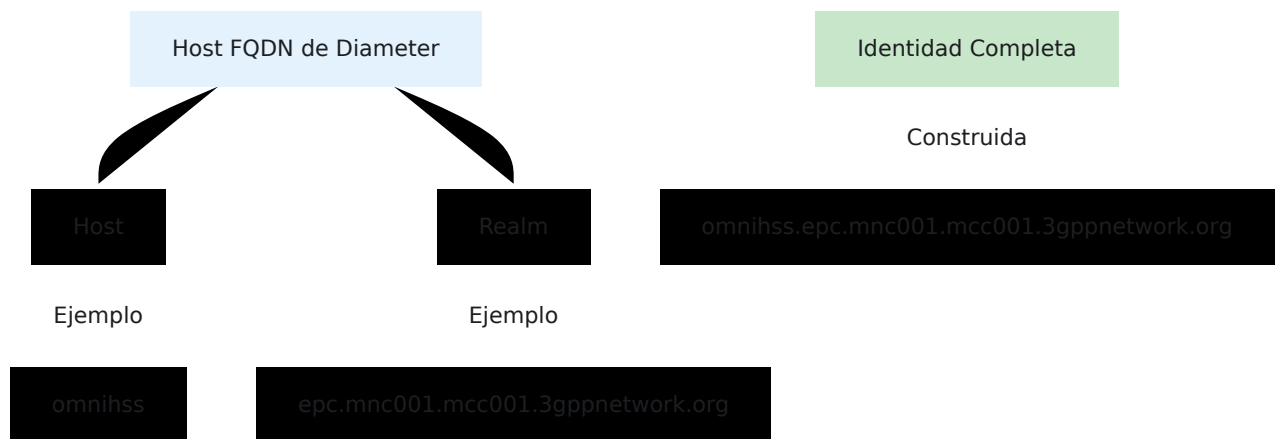 Host FQDN de Diameter
Identidad Completa
Construida
Host
Realm
omnihss.epc.mnc001.mcc001.3gppnetwork.org
Ejemplo
Ejemplo
omnihss
epc.mnc001.mcc001.3gppnetwork.org